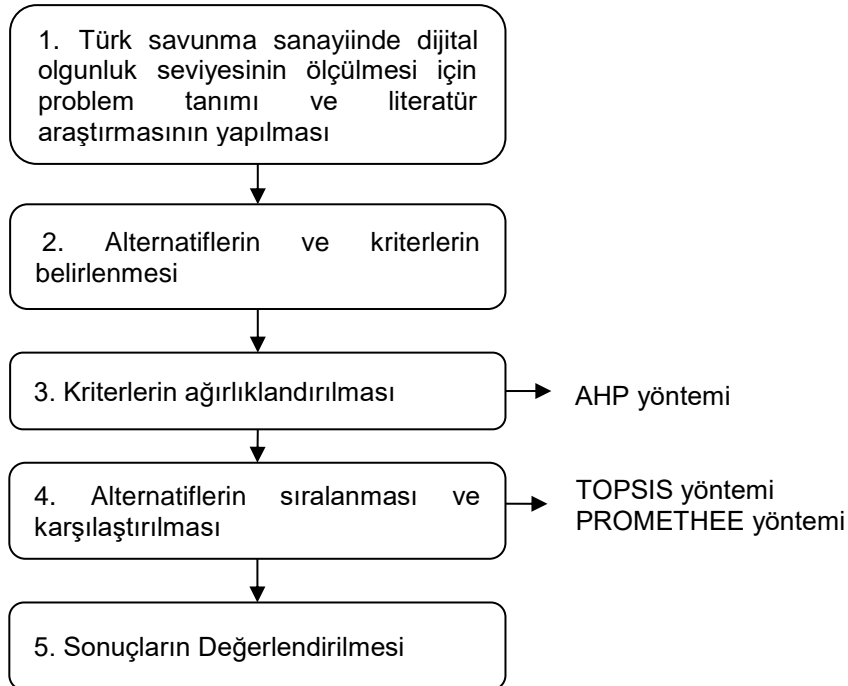 1. Türk savunma sanayiinde dijital
olgunluk seviyesinin ölçülmesi için
problem tanımı ve literatür
araştırmasının yapılması
2. Alternatiflerin ve kriterlerin
belirlenmesi
3. Kriterlerin ağırlıklandırılması
AHP yöntemi
4. Alternatiflerin sıralanması ve
karşılaştırılması
TOPSIS yöntemi
PROMETHEE yöntemi
5. Sonuçların Değerlendirilmesi